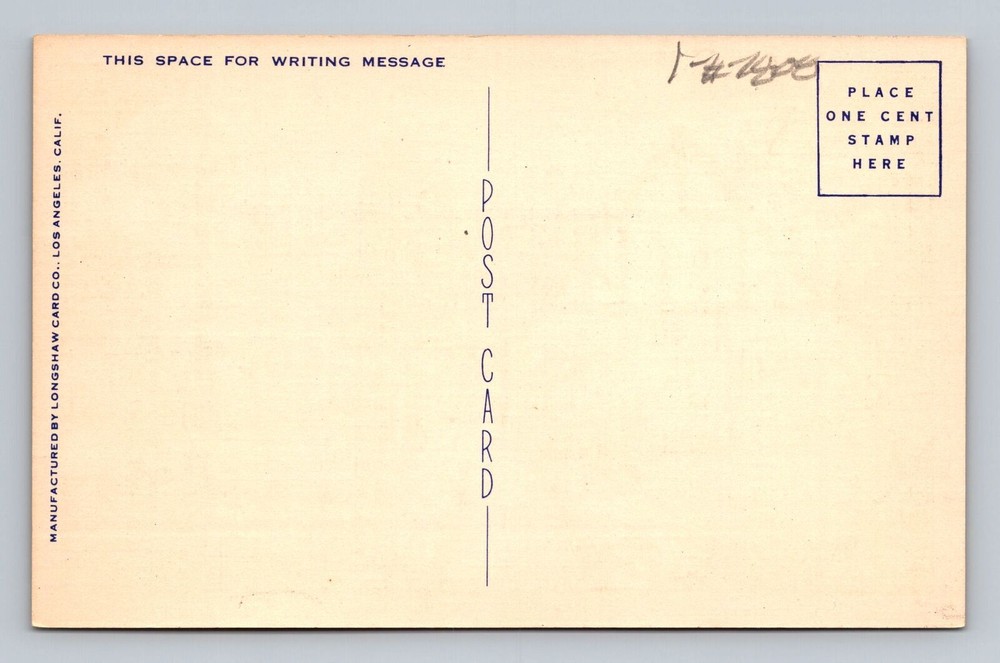 THIS SPACE FOR WRITING MESSAGE
PLACE
ONE CENT
STAMP
HERE
POST CARD
MANUFACTURED BY LONGSHAW CARD CO., LOS ANGELES, CALIF.